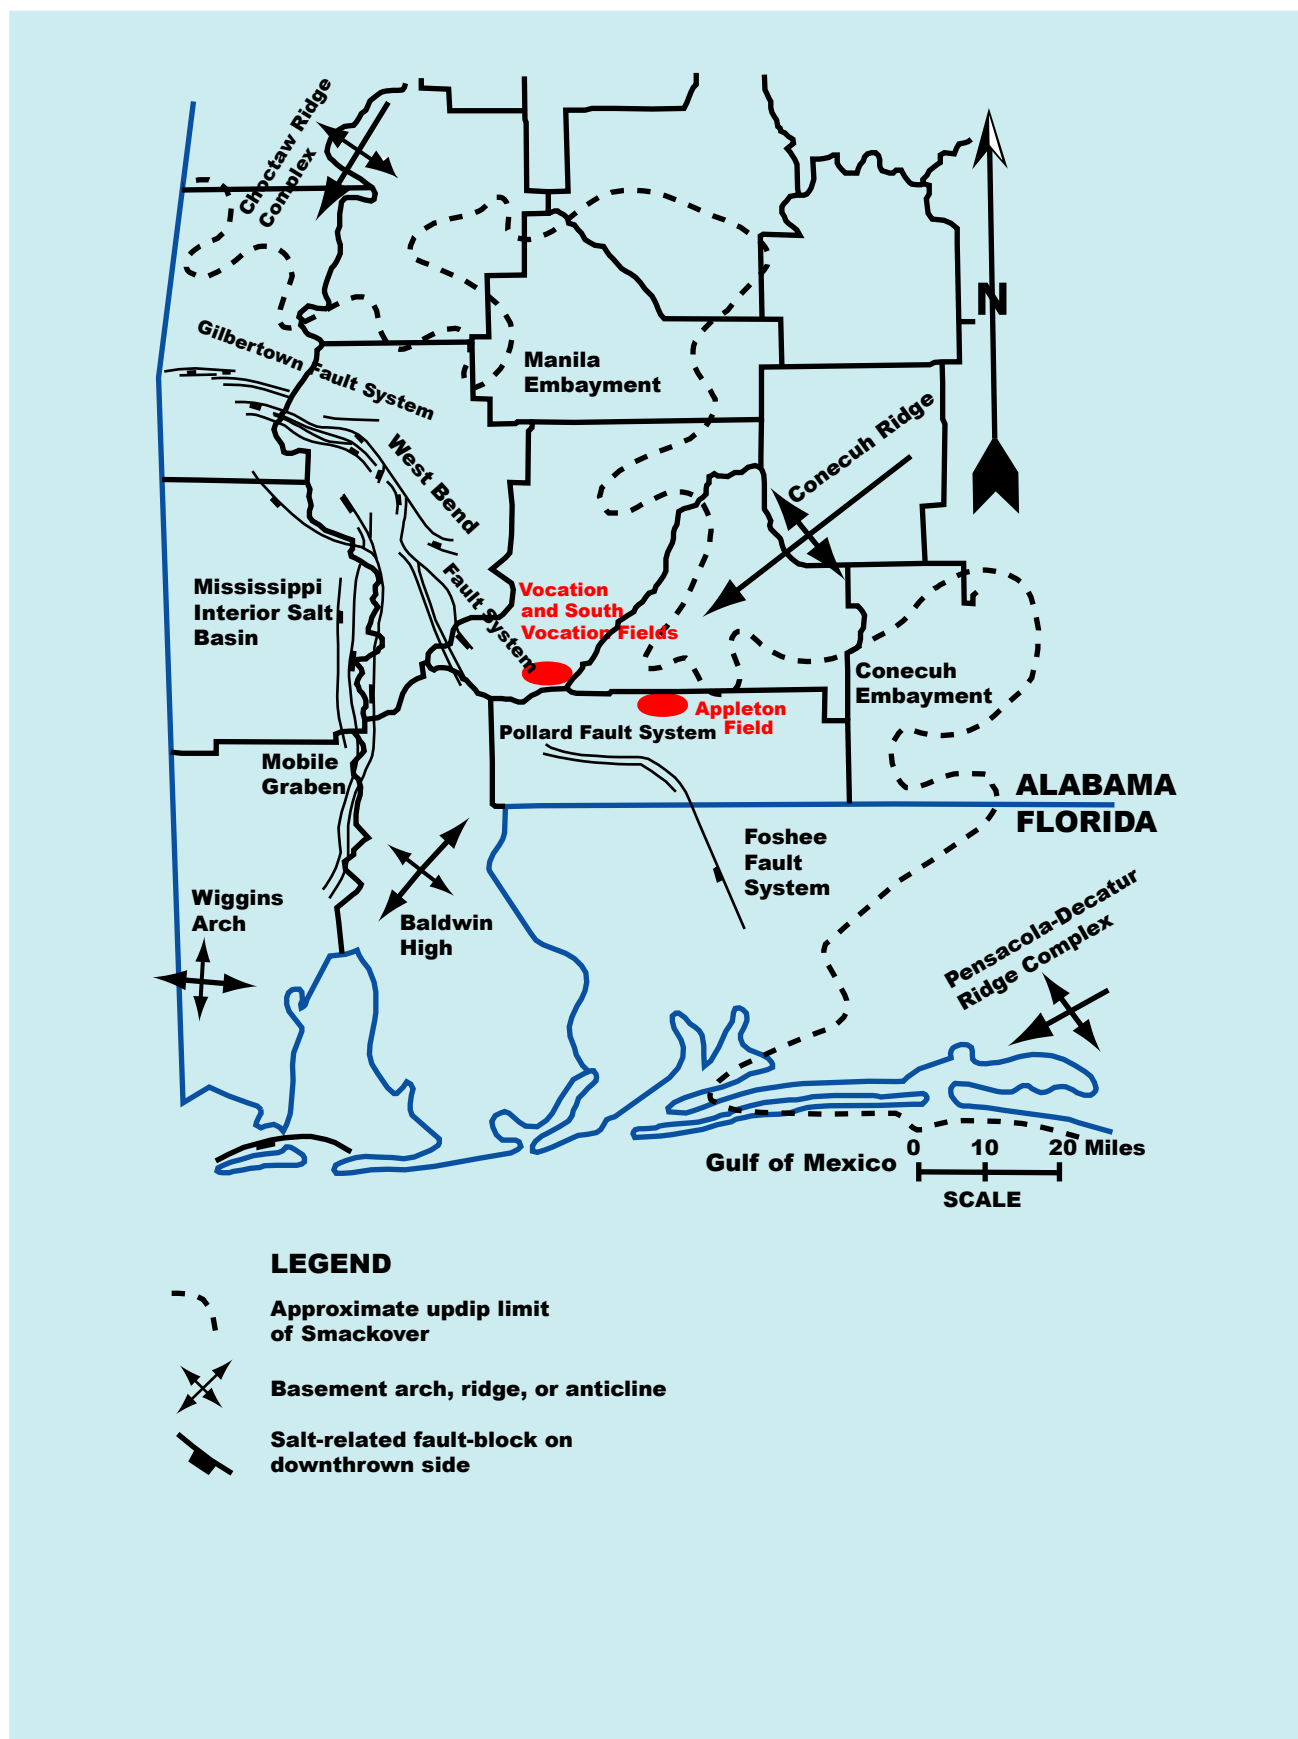 Choctaw Ridge
Complex
N
Gilbertown Fault System
Manila
Embayment
West Bend
Fault System
Conecuh Ridge
Mississippi
Interior Salt
Basin
Vocation
and South
Vocation Fields
Conecuh
Embayment
Appleton
Field
Pollard Fault System
Mobile
Graben
ALABAMA
FLORIDA
Foshee
Fault
System
Wiggins
Arch
Baldwin
High
Pensacola-Decatur
Ridge Complex
Gulf of Mexico
0 10 20 Miles
SCALE
LEGEND
Approximate updip limit
of Smackover
Basement arch, ridge, or anticline
Salt-related fault-block on
downthrown side